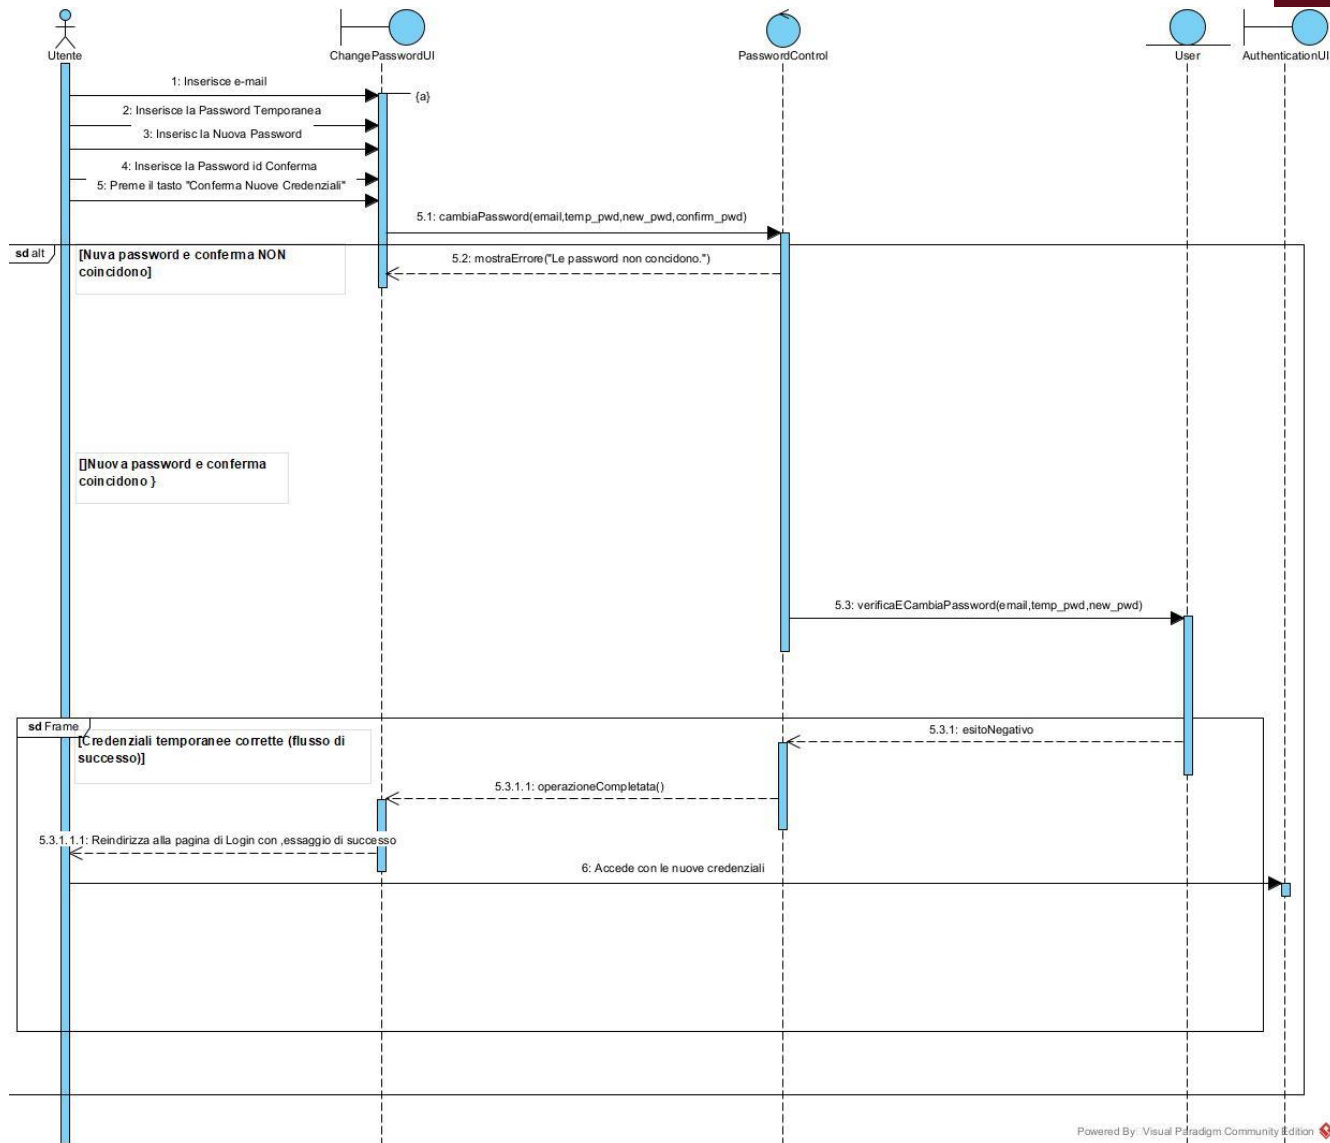 Utente
ChangePasswordUI
PasswordControl
User
AuthenticationUI
1: Inserisce e-mail
{a}
2: Inserisce la Password Temporanea
3: Inserisc la Nuova Password
4: Inserisce la Password id Conferma
5: Preme il tasto "Conferma Nuove Credenziali"
5.1: cambiaPassword(email,temp_pwd,new_pwd,confirm_pwd)
sd alt
[Nuva password e conferma NON
coincidono]
5.2: mostraErrore("Le password non concidono.")
[]Nuova password e conferma
coincidono }
5.3: verificaECambiaPassword(email,temp_pwd,new_pwd)
sd Frame
[Credenziali temporanee corrette (flusso di
successo)]
5.3.1: esitoNegativo
5.3.1.1: operazioneCompletata()
5.3.1.1.1: Reindirizza alla pagina di Login con ,essaggio di successo
6: Accede con le nuove credenziali
Powered By Visual Paradigm Community Edition